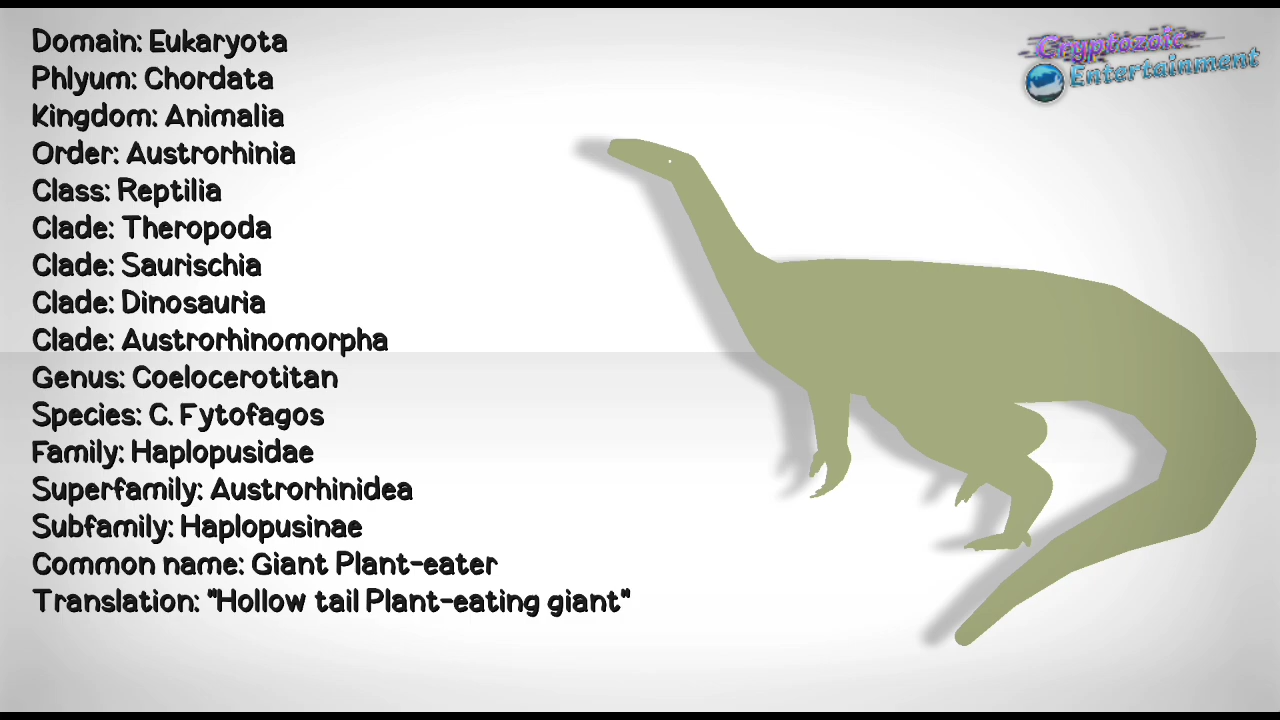 Domain: Eukaryota
Phlyum: Chordata
Kingdom: Animalia
Order: Austrorhinia
Class: Reptilia
Clade: Theropoda
Clade: Saurischia
Clade: Dinosauria
Clade: Austrorhinomorpha
Genus: Coelocerotitan
Species: C. Fytofagos
Family: Haplopusidae
Superfamily: Austrorhinidea
Subfamily: Haplopusinae
Common name: Giant Plant-eater
Translation: "Hollow tail Plant-eating giant"
Cryptozoic
Entertainment